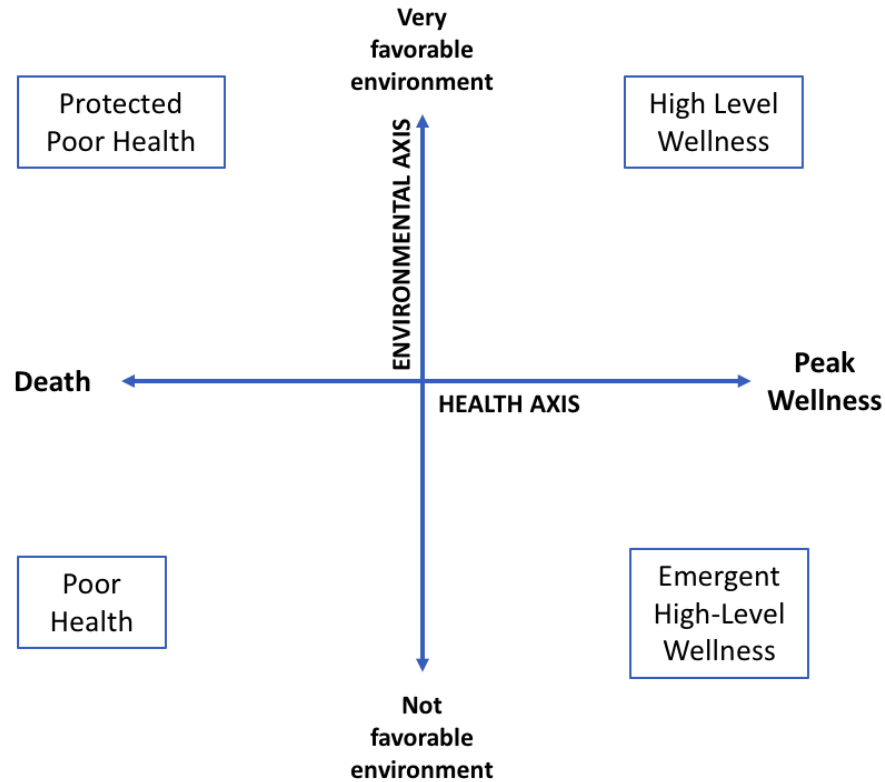 Very
favorable
environment
Protected
Poor Health
High Level
Wellness
ENVIRONMENTAL AXIS
Death
Peak
Wellness
HEALTH AXIS
Poor
Health
Emergent
High-Level
Wellness
Not
favorable
environment